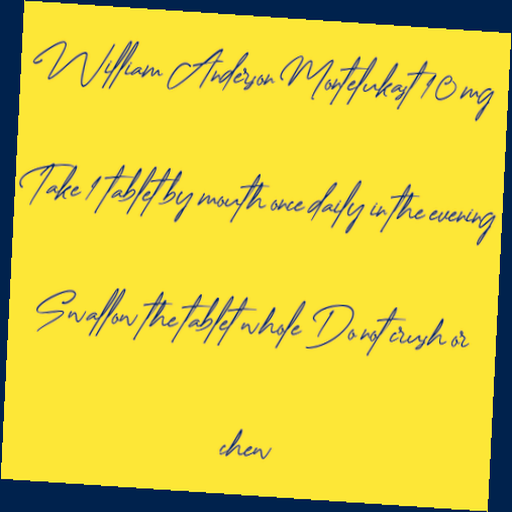 William Anderson Montelukast 10 mg
Take 1 tablet by mouth once daily in the evening
Swallow the tablet whole Do not crush or
chew